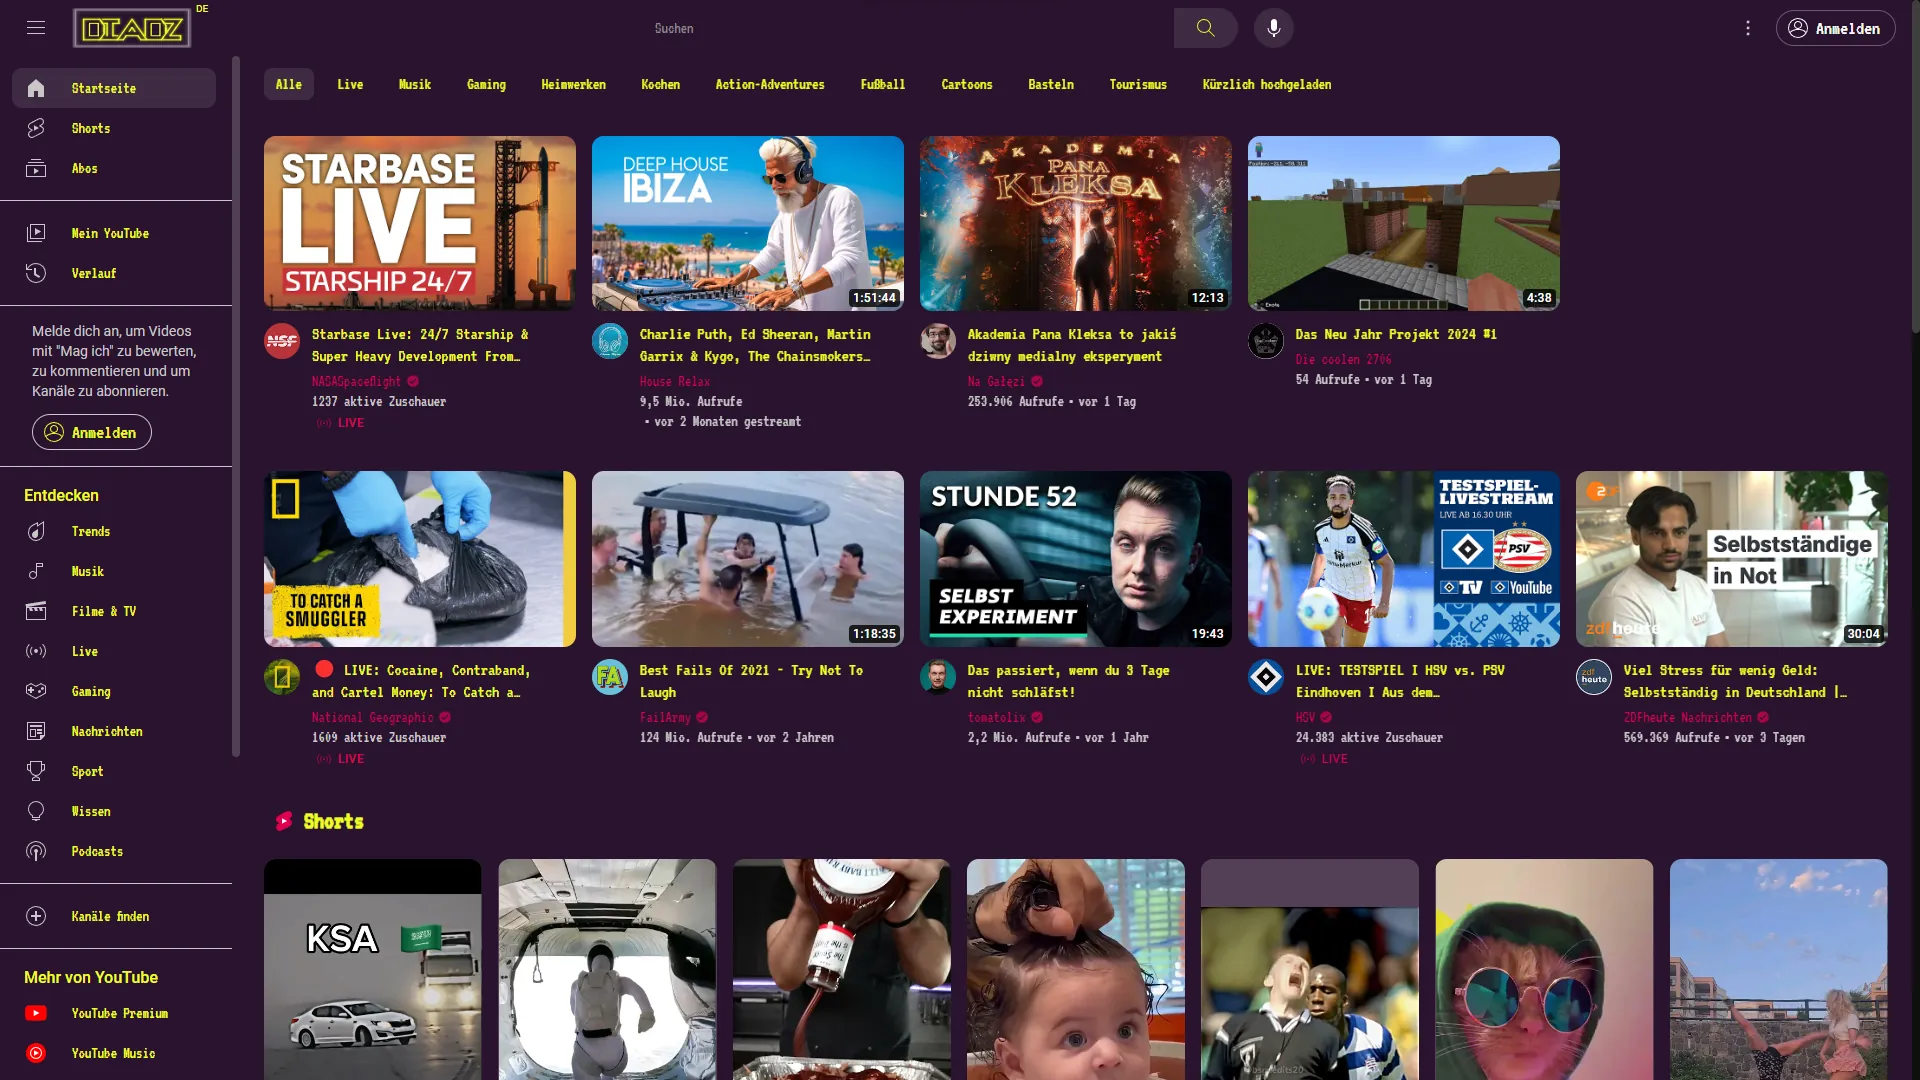 DIADZ DE
Suchen
Anmelden
Startseite
Shorts
Abos
Mein YouTube
Verlauf
Melde dich an, um Videos
mit "Mag ich" zu bewerten,
zu kommentieren und um
Kanäle zu abonnieren.
Anmelden
Entdecken
Trends
Musik
Filme & TV
Live
Gaming
Nachrichten
Sport
Wissen
Podcasts
Kanäle finden
Mehr von YouTube
YouTube Premium
YouTube Music
Alle Live Musik Gaming Heimwerken Kochen Action-Adventures Fußball Cartoons Basteln Tourismus Kürzlich hochgeladen
STARBASE
LIVE
STARSHIP 24/7
NSF
Starbase Live: 24/7 Starship &
Super Heavy Development From…
NASASpaceflight
1237 aktive Zuschauer
LIVE
DEEP HOUSE
IBIZA
1:51:44
Charlie Puth, Ed Sheeran, Martin
Garrix & Kygo, The Chainsmokers…
House Relax
9,5 Mio. Aufrufe
• vor 2 Monaten gestreamt
AKADEMIA
PANA
KLEKSA
12:13
Akademia Pana Kleksa to jakiś
dziwny medialny eksperyment
Na Gałęzi
253.906 Aufrufe • vor 1 Tag
4:38
Das Neu Jahr Projekt 2024 #1
Die coolen 2706
54 Aufrufe • vor 1 Tag
TO CATCH A
SMUGGLER
LIVE: Cocaine, Contraband,
and Cartel Money: To Catch a…
National Geographic
1609 aktive Zuschauer
LIVE
1:18:35
FA
Best Fails Of 2021 - Try Not To
Laugh
FailArmy
124 Mio. Aufrufe • vor 2 Jahren
STUNDE 52
SELBST
EXPERIMENT
19:43
Das passiert, wenn du 3 Tage
nicht schläfst!
tomatolix
2,2 Mio. Aufrufe • vor 1 Jahr
TESTSPIEL-
LIVESTREAM
LIVE AB 16.30 UHR
PSV
TV YouTube
LIVE: TESTSPIEL I HSV vs. PSV
Eindhoven I Aus dem…
HSV
24.383 aktive Zuschauer
LIVE
ZDF
Selbstständige
in Not
zdfheute
30:04
zdf
heute
Viel Stress für wenig Geld:
Selbstständig in Deutschland |…
ZDFheute Nachrichten
569.369 Aufrufe • vor 3 Tagen
Shorts
KSA